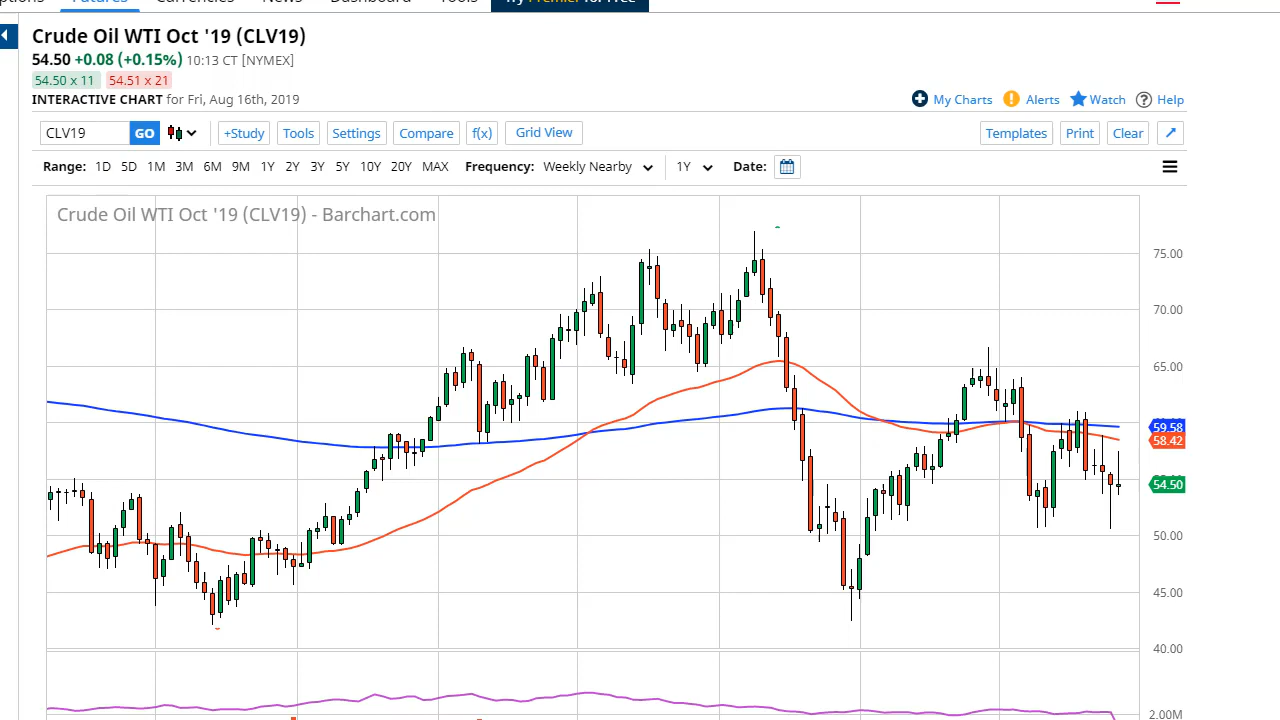 Futures
Crude Oil WTI Oct '19 (CLV19)
54.50 +0.08 (+0.15%) 10:13 CT [NYMEX]
54.50 x 11 54.51 x 21
INTERACTIVE CHART for Fri, Aug 16th, 2019
My Charts Alerts Watch Help
CLV19 GO +Study Tools Settings Compare f(x) Grid View Templates Print Clear
Range: 1D 5D 1M 3M 6M 9M 1Y 2Y 3Y 5Y 10Y 20Y MAX Frequency: Weekly Nearby 1Y Date:
Crude Oil WTI Oct '19 (CLV19) - Barchart.com
75.00
70.00
65.00
59.58
58.42
54.50
50.00
45.00
40.00
2.00M